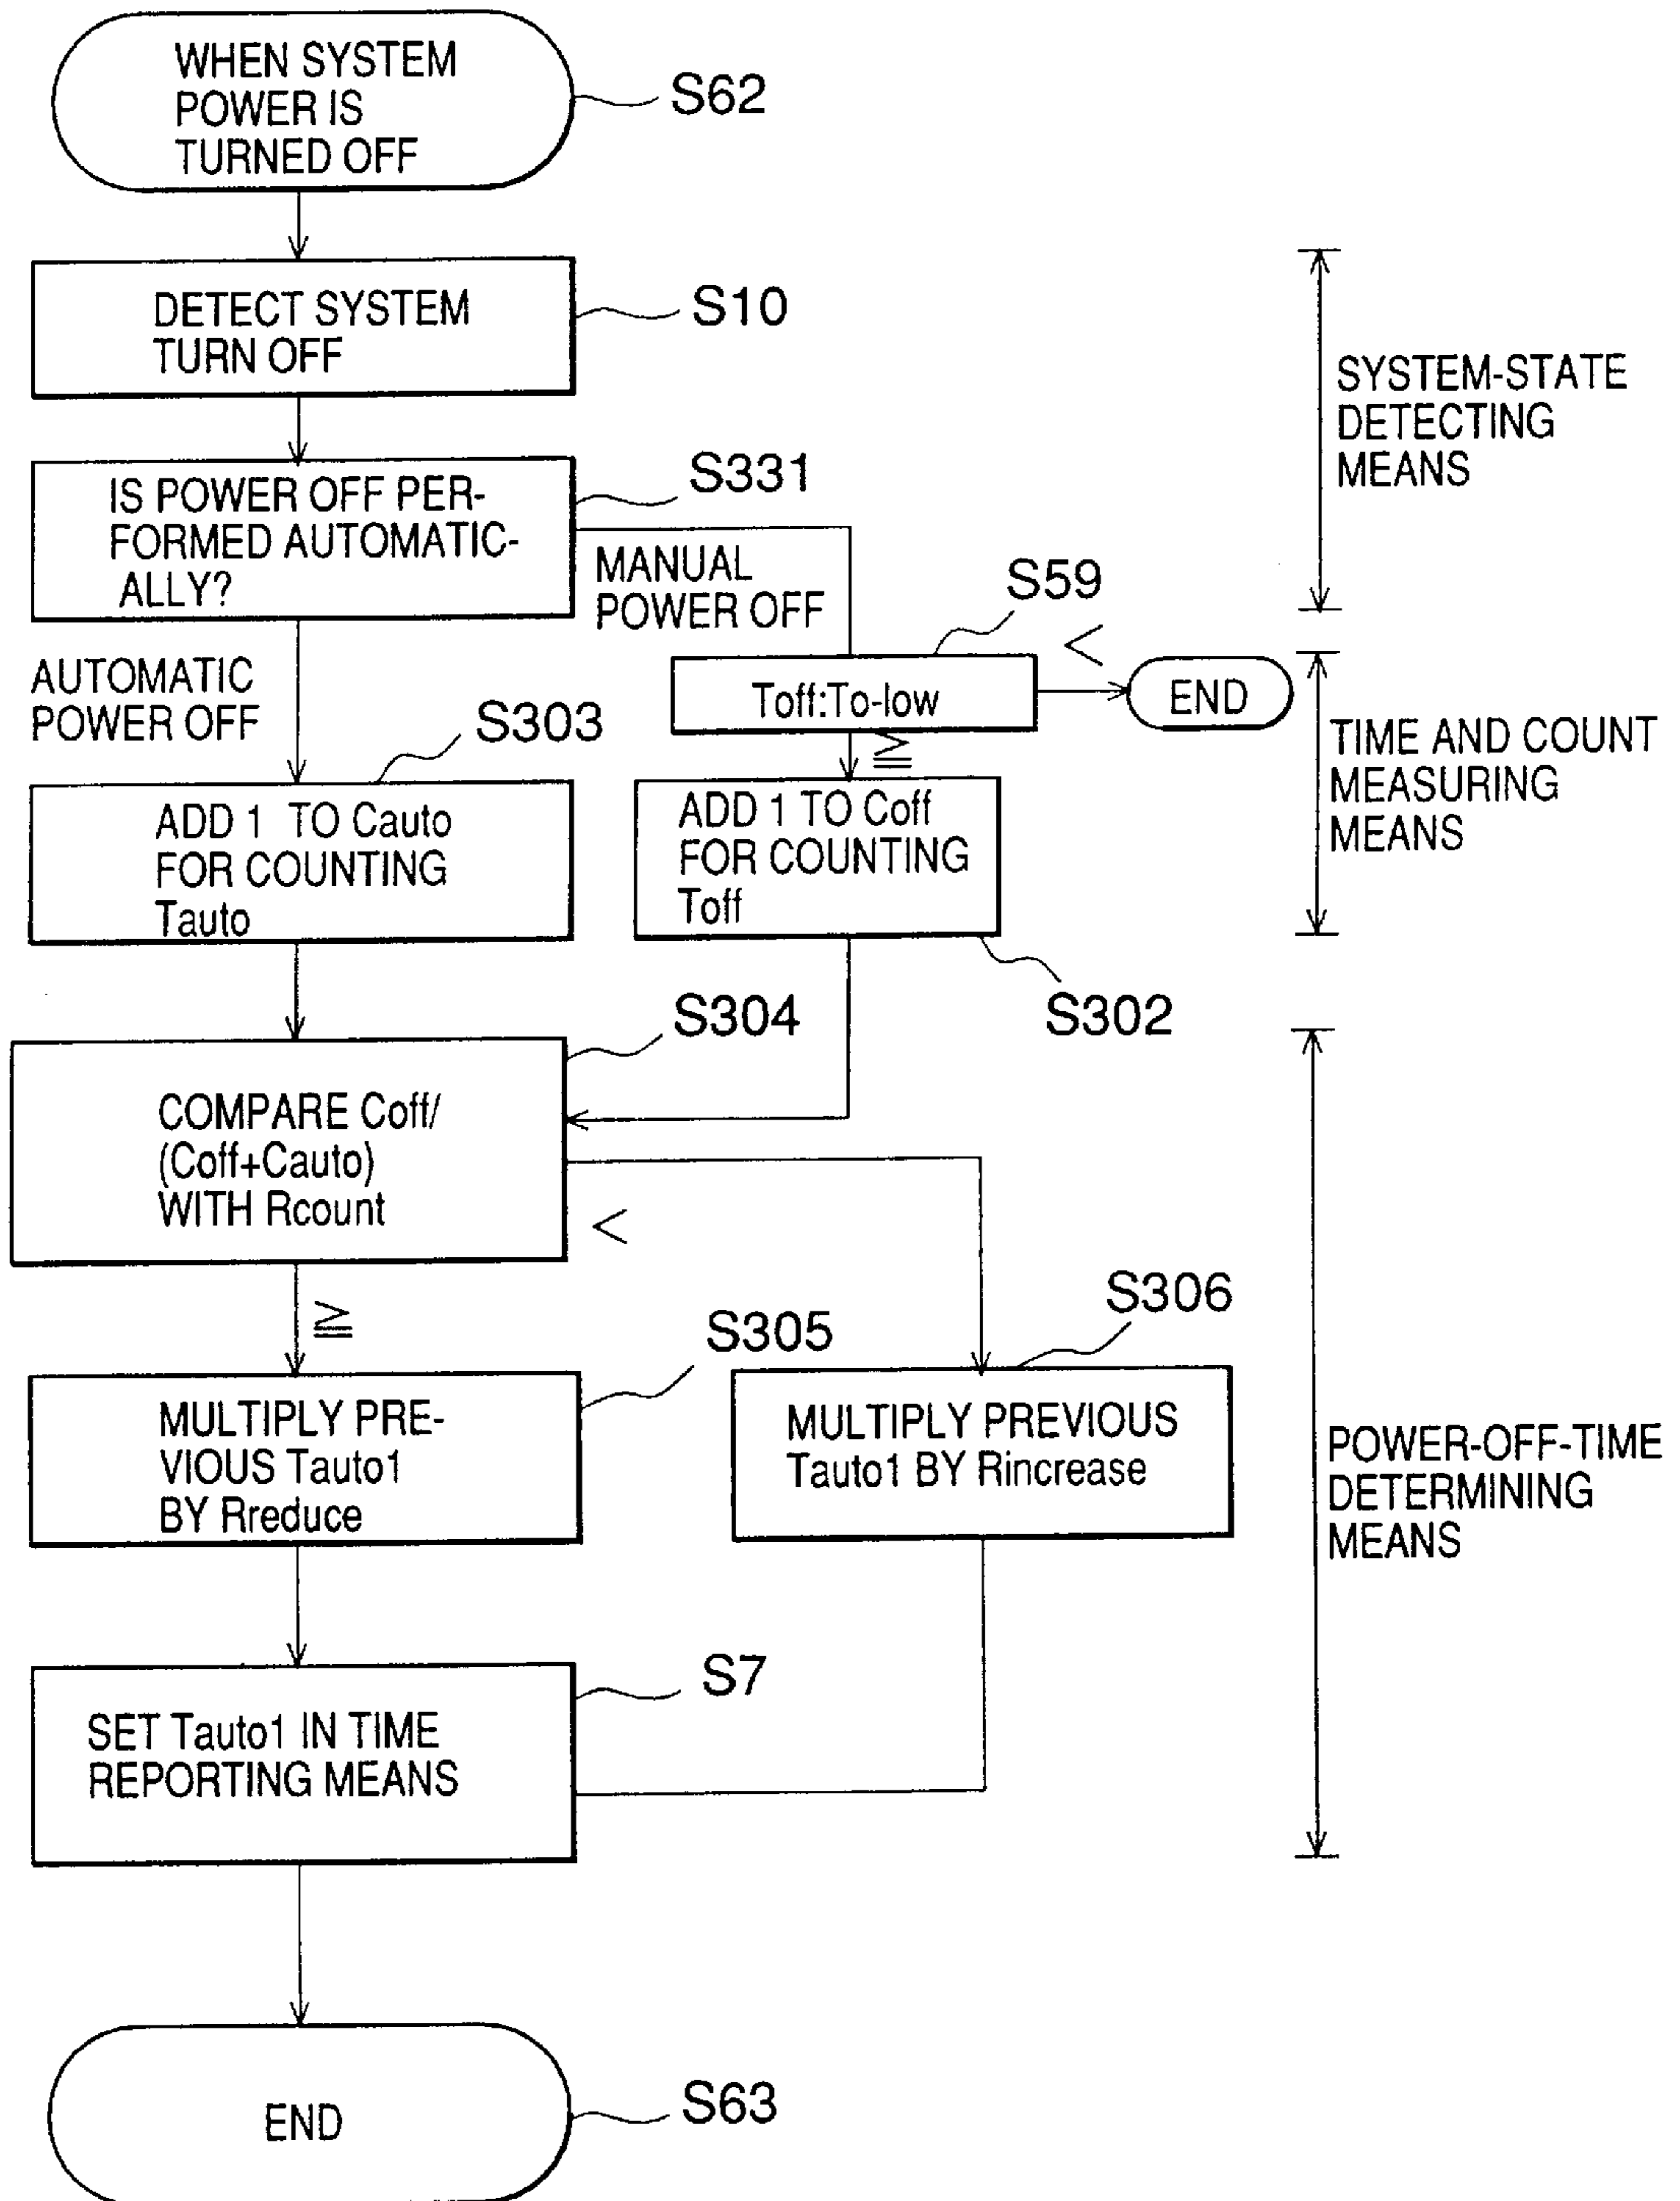 WHEN SYSTEM
POWER IS
TURNED OFF
S62
DETECT SYSTEM
TURN OFF
S10
IS POWER OFF PER-
FORMED AUTOMATIC-
ALLY?
S331
MANUAL
POWER OFF
AUTOMATIC
POWER OFF
SYSTEM-STATE
DETECTING
MEANS
S59
Toff:To-low
<
END
≧
S303
ADD 1 TO Cauto
FOR COUNTING
Tauto
ADD 1 TO Coff
FOR COUNTING
Toff
S302
TIME AND COUNT
MEASURING
MEANS
S304
COMPARE Coff/
(Coff+Cauto)
WITH Rcount
<
≧
S305
MULTIPLY PRE-
VIOUS Tauto1
BY Rreduce
S306
MULTIPLY PREVIOUS
Tauto1 BY Rincrease
POWER-OFF-TIME
DETERMINING
MEANS
S7
SET Tauto1 IN TIME
REPORTING MEANS
END
S63